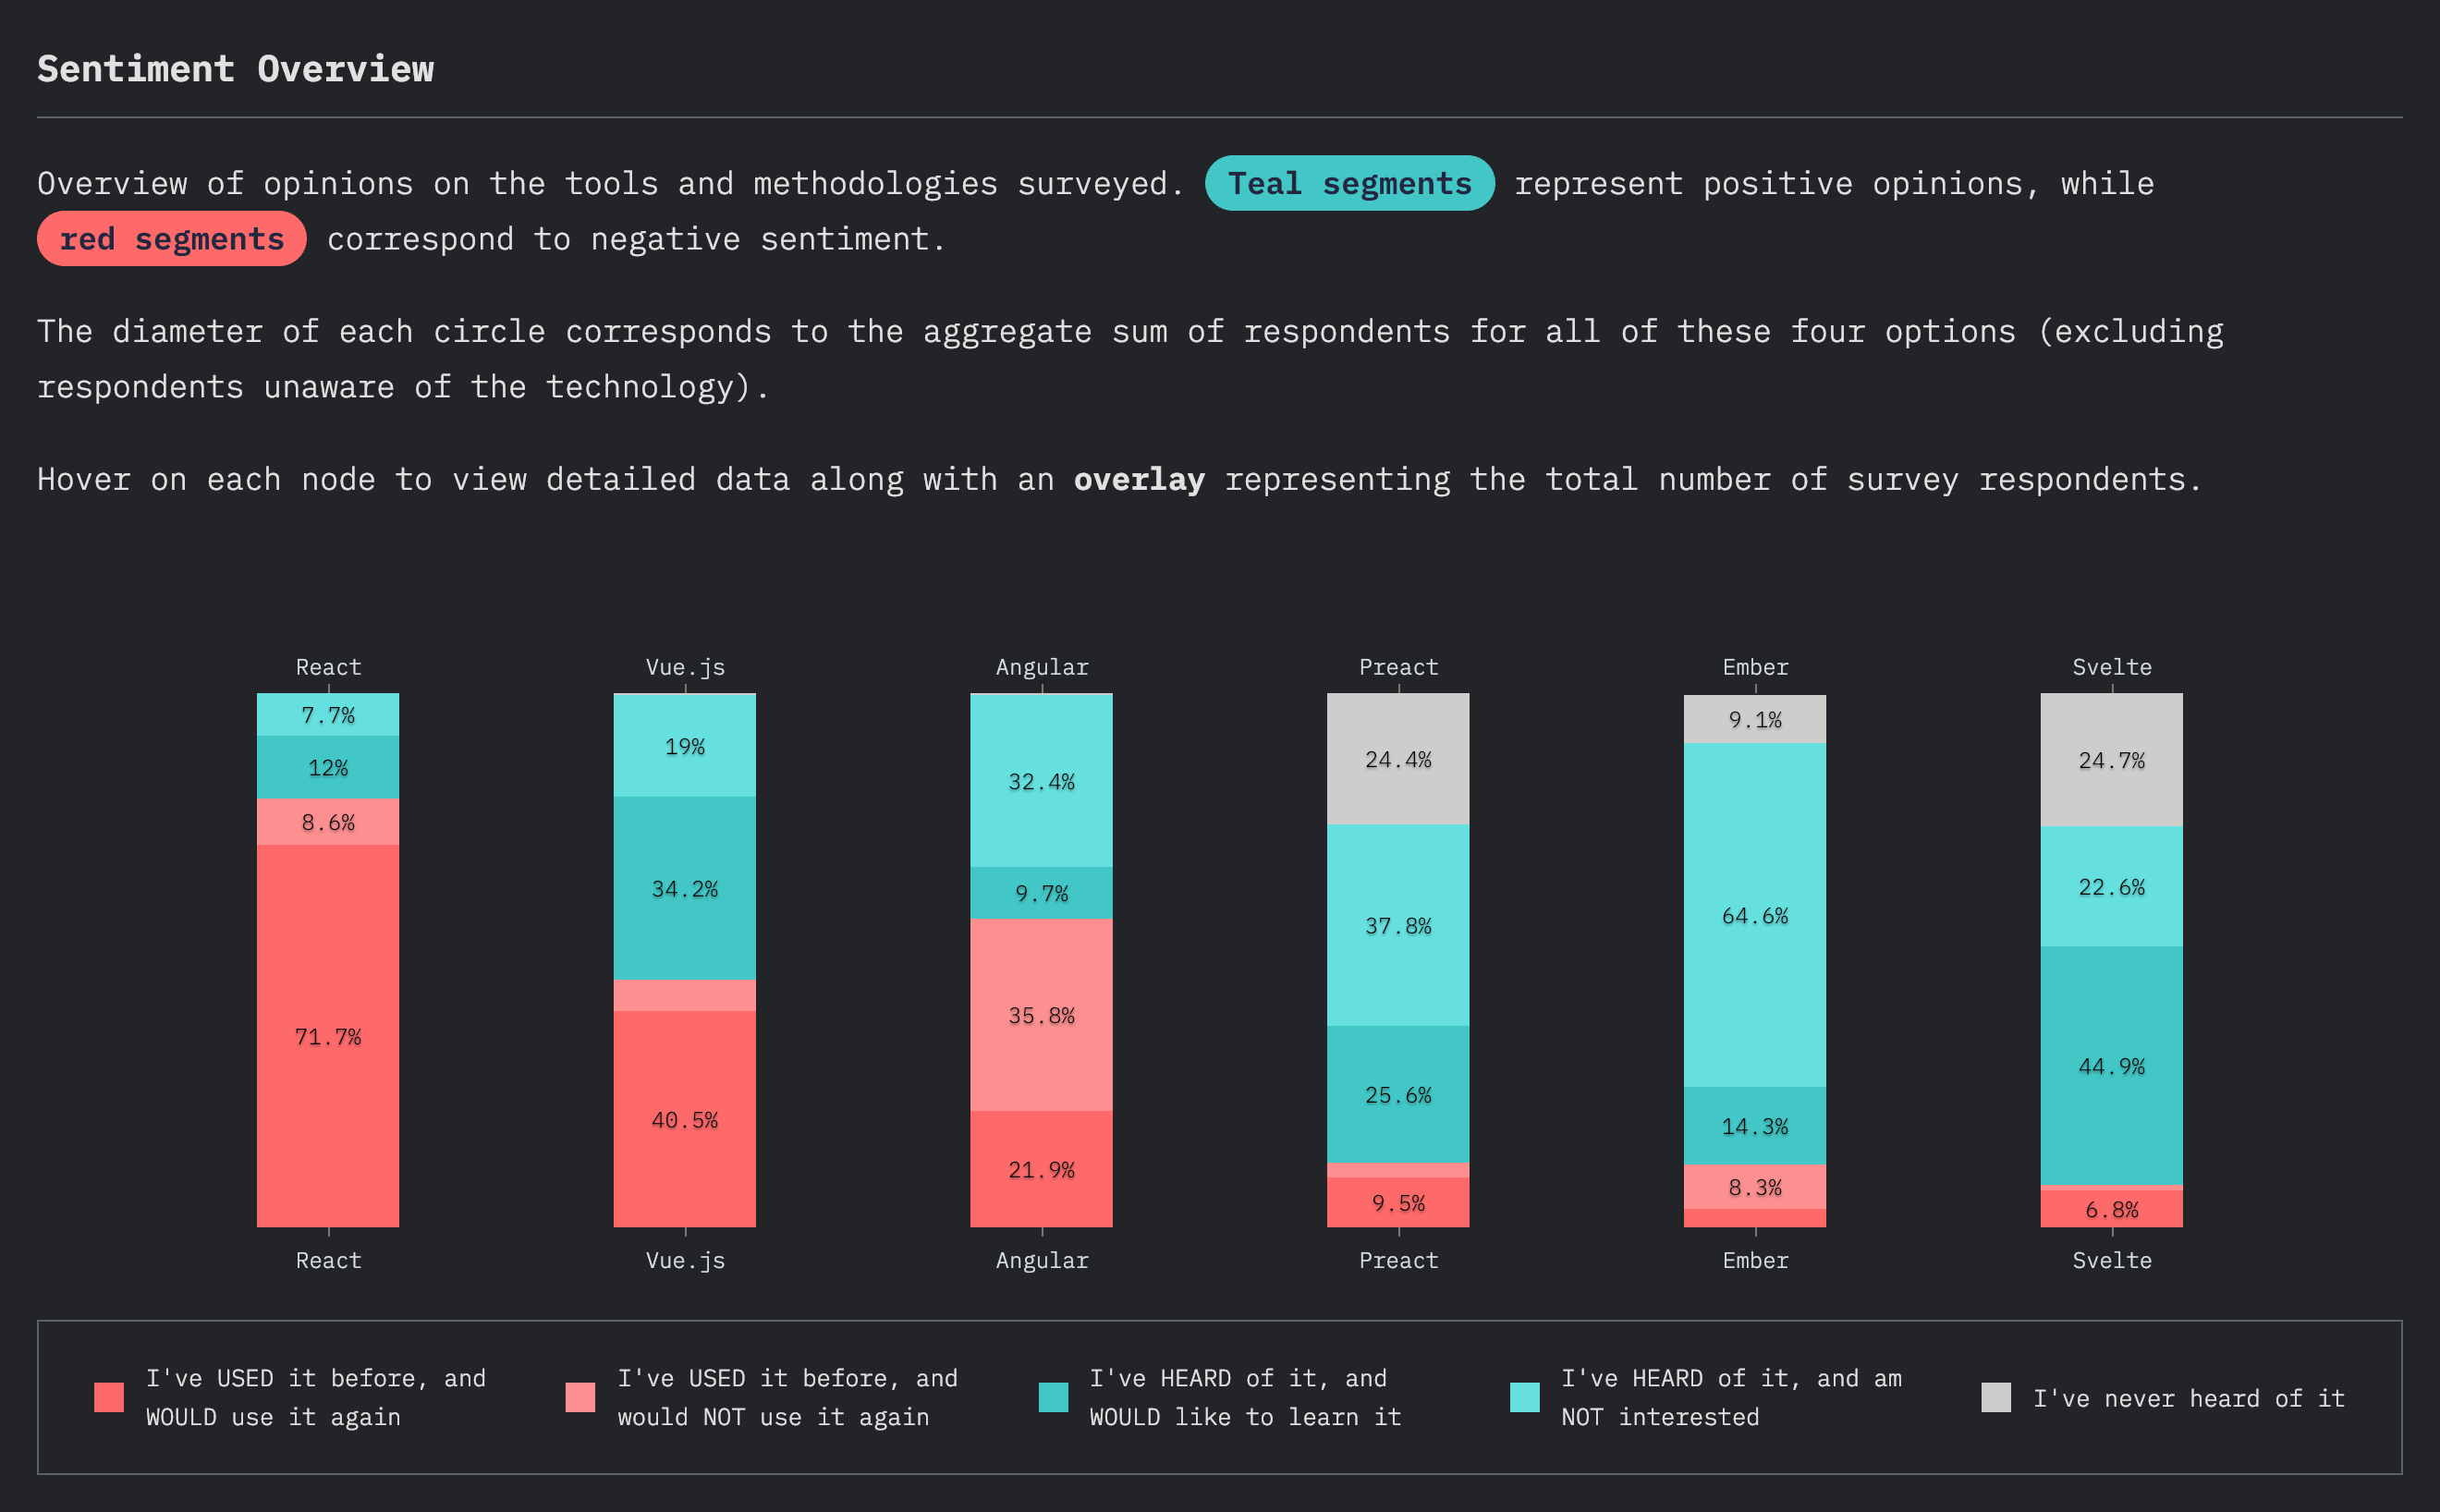 Sentiment Overview
Overview of opinions on the tools and methodologies surveyed. Teal segments represent positive opinions, while
red segments correspond to negative sentiment.
The diameter of each circle corresponds to the aggregate sum of respondents for all of these four options (excluding
respondents unaware of the technology).
Hover on each node to view detailed data along with an overlay representing the total number of survey respondents.
React
7.7%
12%
8.6%
71.7%
React
Vue.js
19%
34.2%
40.5%
Vue.js
Angular
32.4%
9.7%
35.8%
21.9%
Angular
Preact
24.4%
37.8%
25.6%
9.5%
Preact
Ember
9.1%
64.6%
14.3%
8.3%
Ember
Svelte
24.7%
22.6%
44.9%
6.8%
Svelte
I've USED it before, and
WOULD use it again
I've USED it before, and
would NOT use it again
I've HEARD of it, and
WOULD like to learn it
I've HEARD of it, and am
NOT interested
I've never heard of it